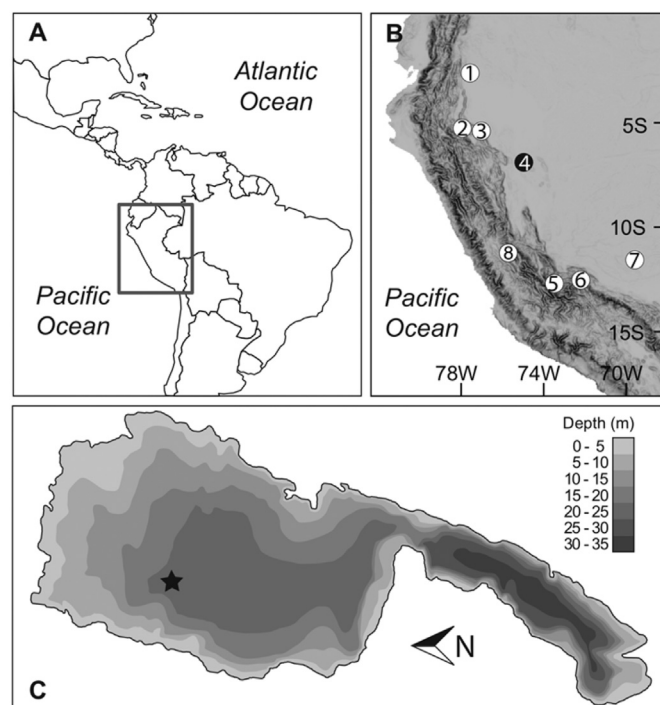 A
Atlantic
Ocean
Pacific
Ocean
B
1
2
3
5S
4
10S
8
7
5
6
Pacific
Ocean
15S
78W
74W
70W
Depth (m)
0 - 5
5 - 10
10 - 15
15 - 20
20 - 25
25 - 30
30 - 35
N
C